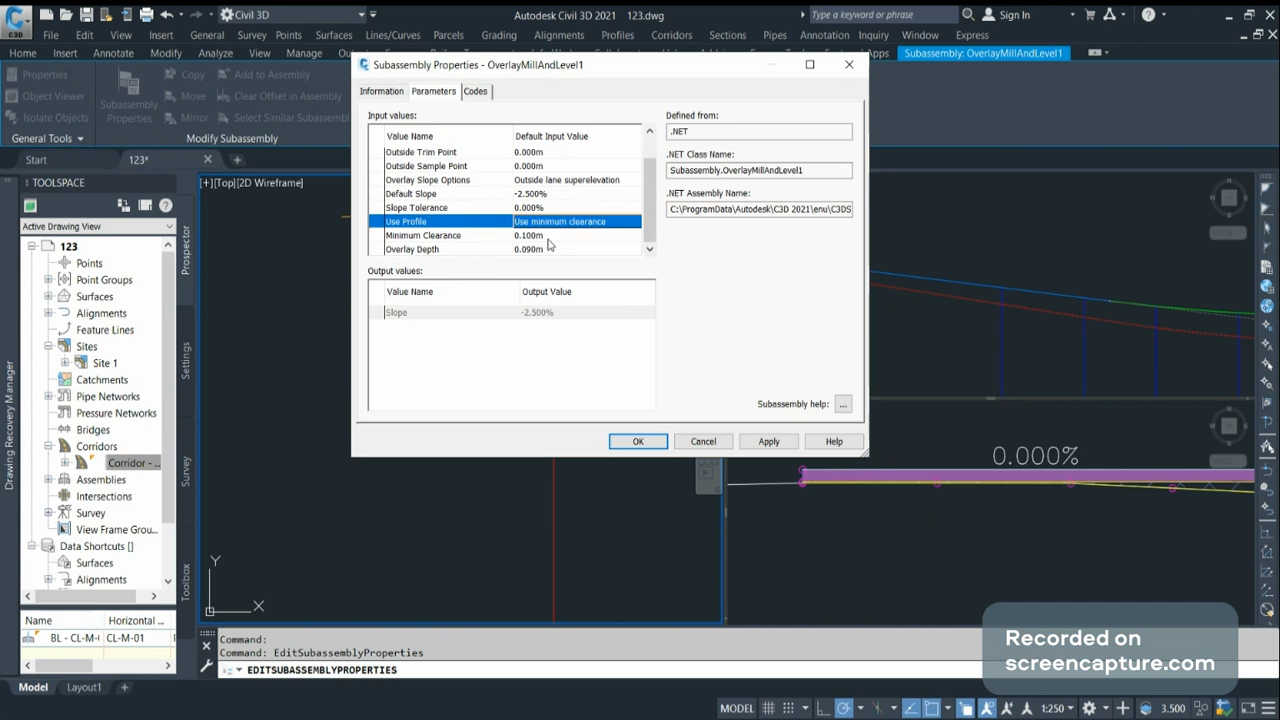 Civil 3D
Autodesk Civil 3D 2021 123.dwg
Type a keyword or phrase
Sign In
C3D
File Edit View Insert General Survey Points Surfaces Lines/Curves Parcels Grading Alignments Profiles Corridors Sections Pipes Annotation Inquiry Window Express
Home Insert Annotate Modify Analyze View Manage
Apps
Subassembly: OverlayMillAndLevel1
Properties
Object Viewer
Isolate Objects
General Tools
Subassembly
Properties
Copy
Move
Mirror
Add to Assembly
Clear Offset in Assembly
Select Similar Subassembl
Modify Subassembly
Start
123*
TOOLSPACE
Active Drawing View
123
Points
Point Groups
Surfaces
Alignments
Feature Lines
Sites
Site 1
Catchments
Pipe Networks
Pressure Networks
Bridges
Corridors
Corridor - ...
Assemblies
Intersections
Survey
View Frame Grou...
Data Shortcuts []
Surfaces
Alignments
Name Horizontal
BL - CL-M-( CL-M-01
Prospector
Settings
Survey
Toolbox
Drawing Recovery Manager
[+][Top][2D Wireframe]
Subassembly Properties - OverlayMillAndLevel1
Information Parameters Codes
Input values:
Value Name Default Input Value
Outside Trim Point 0.000m
Outside Sample Point 0.000m
Overlay Slope Options Outside lane superelevation
Default Slope -2.500%
Slope Tolerance 0.000%
Use Profile Use minimum clearance
Minimum Clearance 0.100m
Overlay Depth 0.090m
Output values:
Value Name Output Value
Slope -2.500%
Defined from:
.NET
.NET Class Name:
Subassembly.OverlayMillAndLevel1
.NET Assembly Name:
C:\ProgramData\Autodesk\C3D 2021\enu\C3DS
Subassembly help: ...
OK Cancel Apply Help
0.000%
Y
X
Command:
Command: EditSubassemblyProperties
EDITSUBASSEMBLYPROPERTIES
Recorded on
screencapture.com
Model Layout1 +
MODEL
1:250
3.500